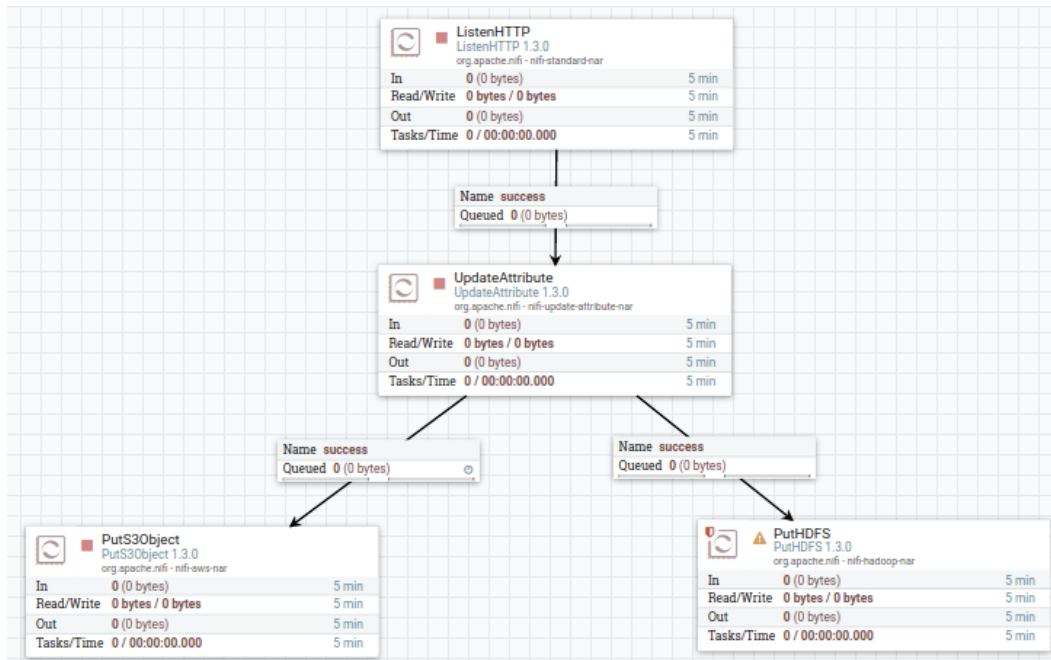 ListenHTTP
ListenHTTP 1.3.0
org.apache.nifi - nifi-standard-nar
In 0 (0 bytes) 5 min
Read/Write 0 bytes / 0 bytes 5 min
Out 0 (0 bytes) 5 min
Tasks/Time 0 / 00:00:00.000 5 min
Name success
Queued 0 (0 bytes)
UpdateAttribute
UpdateAttribute 1.3.0
org.apache.nifi - nifi-update-attribute-nar
In 0 (0 bytes) 5 min
Read/Write 0 bytes / 0 bytes 5 min
Out 0 (0 bytes) 5 min
Tasks/Time 0 / 00:00:00.000 5 min
Name success
Queued 0 (0 bytes)
Name success
Queued 0 (0 bytes)
PutS3Object
PutS3Object 1.3.0
org.apache.nifi - nifi-aws-nar
In 0 (0 bytes) 5 min
Read/Write 0 bytes / 0 bytes 5 min
Out 0 (0 bytes) 5 min
Tasks/Time 0 / 00:00:00.000 5 min
PutHDFS
PutHDFS 1.3.0
org.apache.nifi - nifi-hadoop-nar
In 0 (0 bytes) 5 min
Read/Write 0 bytes / 0 bytes 5 min
Out 0 (0 bytes) 5 min
Tasks/Time 0 / 00:00:00.000 5 min